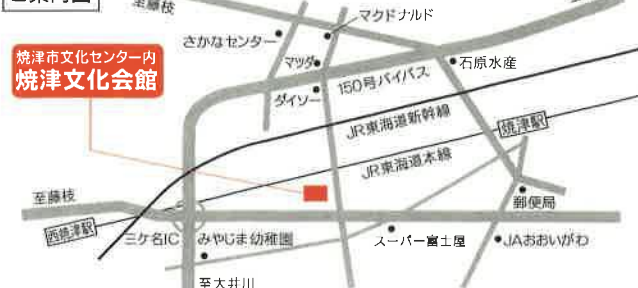 ご案内図
至藤枝
マクドナルド
さかなセンター
マツダ
石原水産
焼津市文化センター内
焼津文化会館
ダイソー
150号バイパス
JR東海道新幹線
焼津駅
JR東海道本線
至藤枝
郵便局
西焼津駅
三ケ名IC
みやじま幼稚園
スーパー富士屋
JAおおいがわ
至大井川